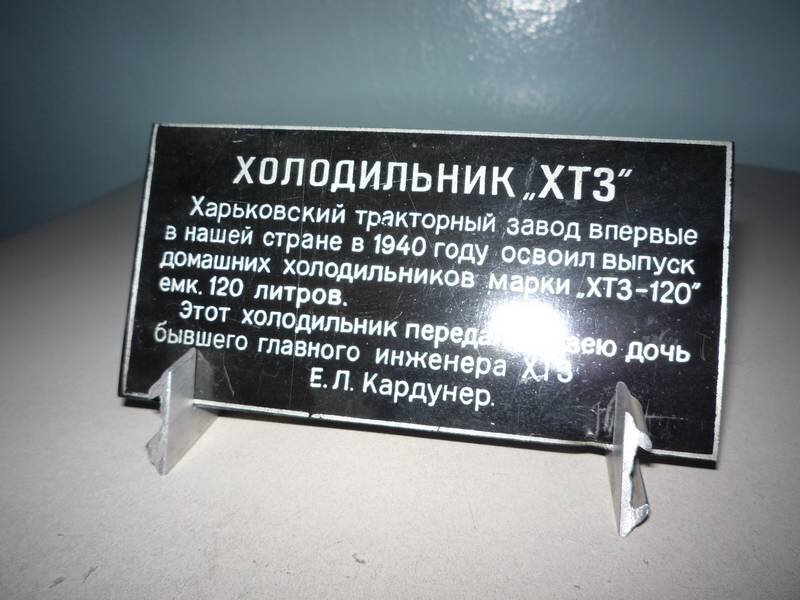 ХОЛОДИЛЬНИК „ХТЗ"
Харьковский тракторный завод впервые
в нашей стране в 1940 году освоил выпуск
домашних холодильников марки „ХТЗ-120"
емк. 120 литров.
Этот холодильник дочь
бывшего главного инженера ХТЗ
Е. Л. Кардунер.